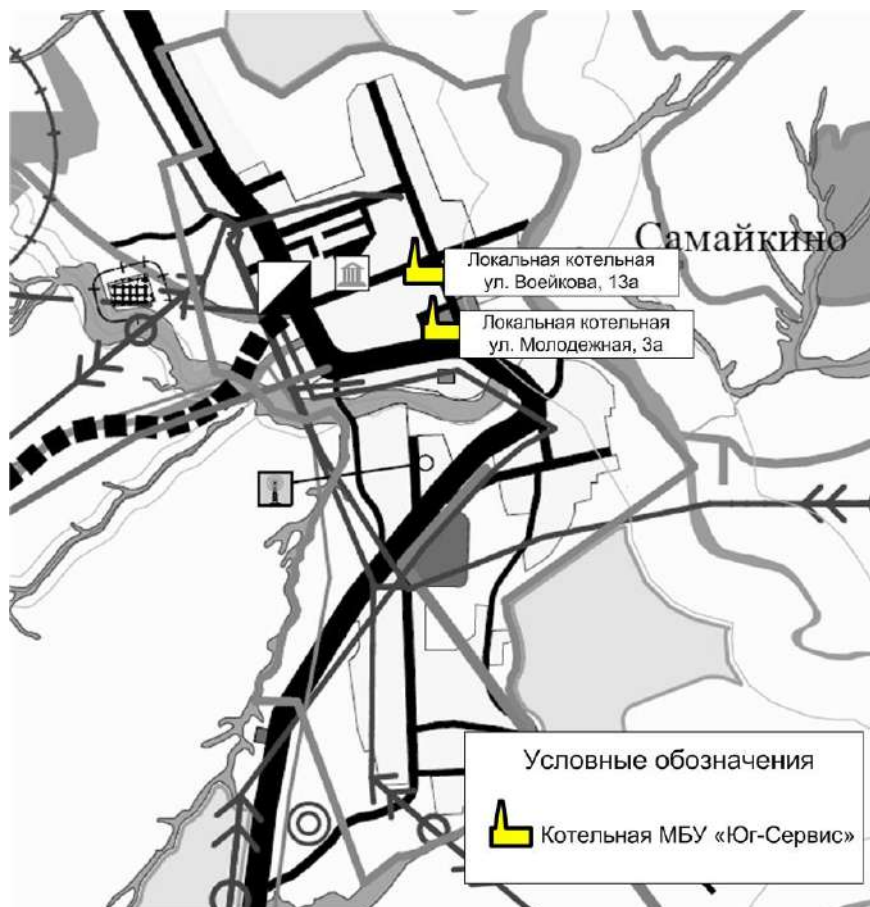 Самайкино
Локальная котельная
ул. Воейкова, 13а
Локальная котельная
ул. Молодежная, 3а
Условные обозначения
Котельная МБУ «Юг-Сервис»